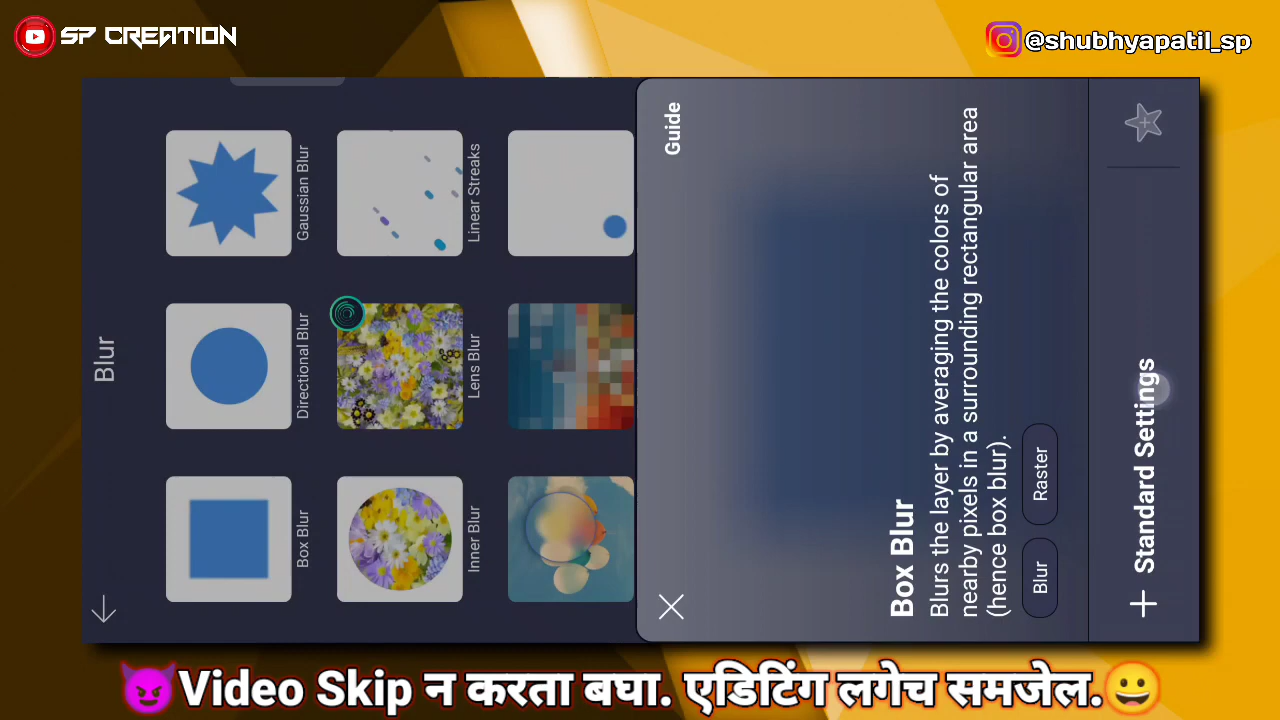 SP CREATION
@shubhyapatil_sp
Blur
Box Blur
Directional Blur
Gaussian Blur
Inner Blur
Lens Blur
Linear Streaks
Guide
Box Blur
Blurs the layer by averaging the colors of
nearby pixels in a surrounding rectangular area
(hence box blur).
Blur
Raster
+ Standard Settings
😈Video Skip न करता बघा. एडिटिंग लगेच समजेल.😀